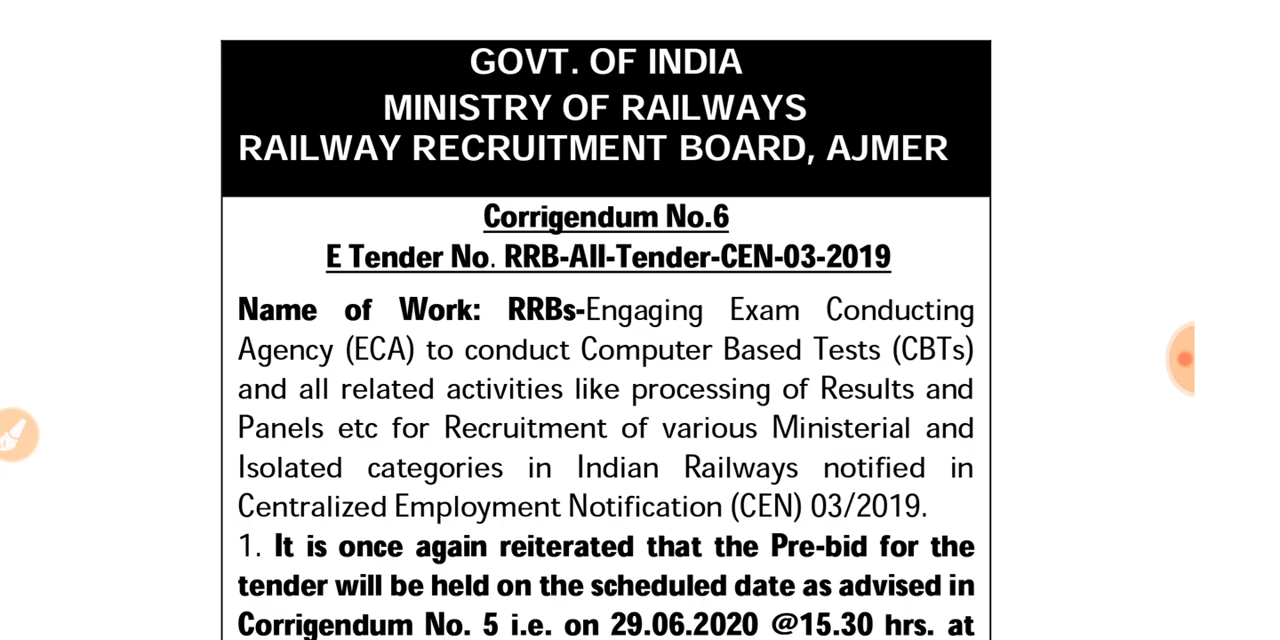 GOVT. OF INDIA
MINISTRY OF RAILWAYS
RAILWAY RECRUITMENT BOARD, AJMER
Corrigendum No.6
E Tender No. RRB-All-Tender-CEN-03-2019
Name of Work: RRBs-Engaging Exam Conducting
Agency (ECA) to conduct Computer Based Tests (CBTs)
and all related activities like processing of Results and
Panels etc for Recruitment of various Ministerial and
Isolated categories in Indian Railways notified in
Centralized Employment Notification (CEN) 03/2019.
1. It is once again reiterated that the Pre-bid for the
tender will be held on the scheduled date as advised in
Corrigendum No. 5 i.e. on 29.06.2020 @15.30 hrs. at